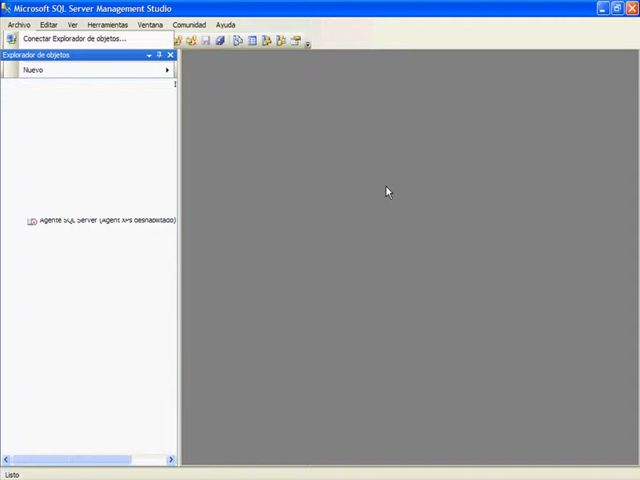 Microsoft SQL Server Management Studio
Archivo Editar Ver Herramientas Ventana Comunidad Ayuda
Conectar Explorador de objetos...
Explorador de objetos
Nuevo
Agente SQL Server (Agent XPs deshabilitado)
Listo